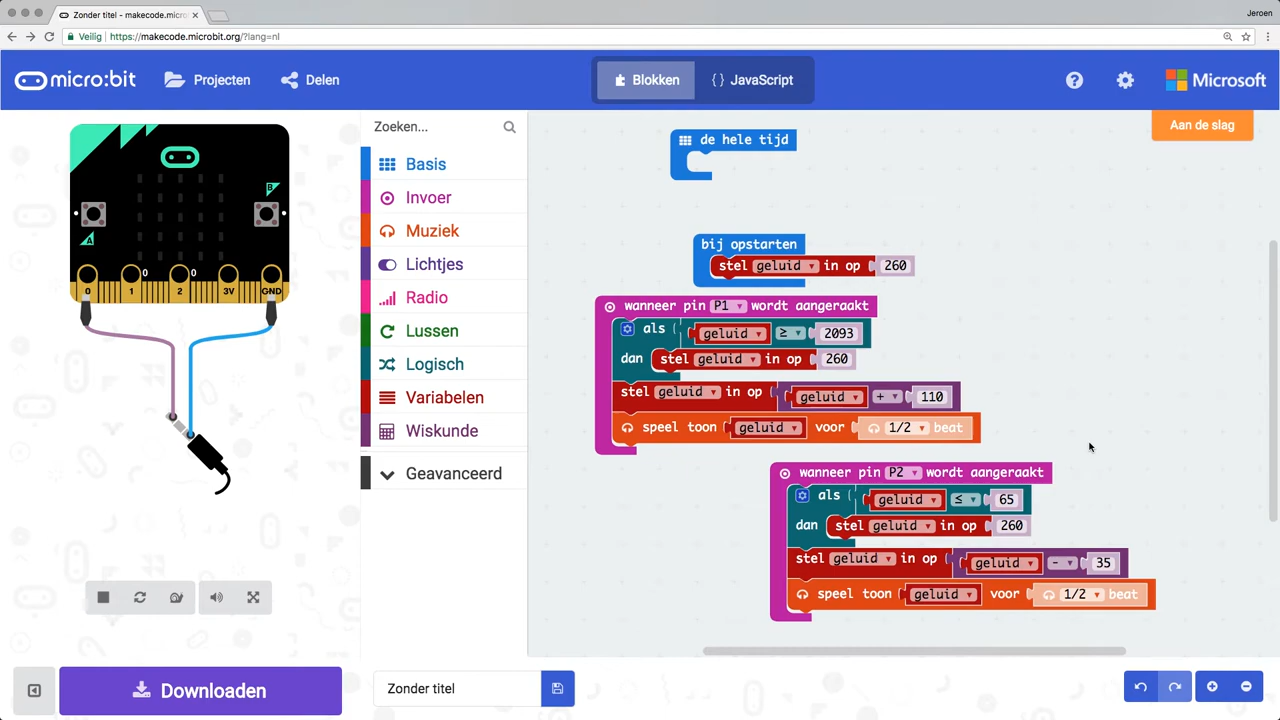 Zonder titel - makecode.micro
Jeroen
Veilig
https://makecode.microbit.org/?lang=nl
micro:bit
Projecten
Delen
Blokken
{} JavaScript
Microsoft
Zoeken...
Aan de slag
Basis
Invoer
Muziek
Lichtjes
Radio
Lussen
Logisch
Variabelen
Wiskunde
Geavanceerd
A
B
0
0
0 1 2 3V GND
de hele tijd
bij opstarten
stel geluid in op 260
wanneer pin P1 wordt aangeraakt
als geluid ≥ 2093
dan stel geluid in op 260
stel geluid in op geluid + 110
speel toon geluid voor 1/2 beat
wanneer pin P2 wordt aangeraakt
als geluid ≤ 65
dan stel geluid in op 260
stel geluid in op geluid - 35
speel toon geluid voor 1/2 beat
Downloaden
Zonder titel